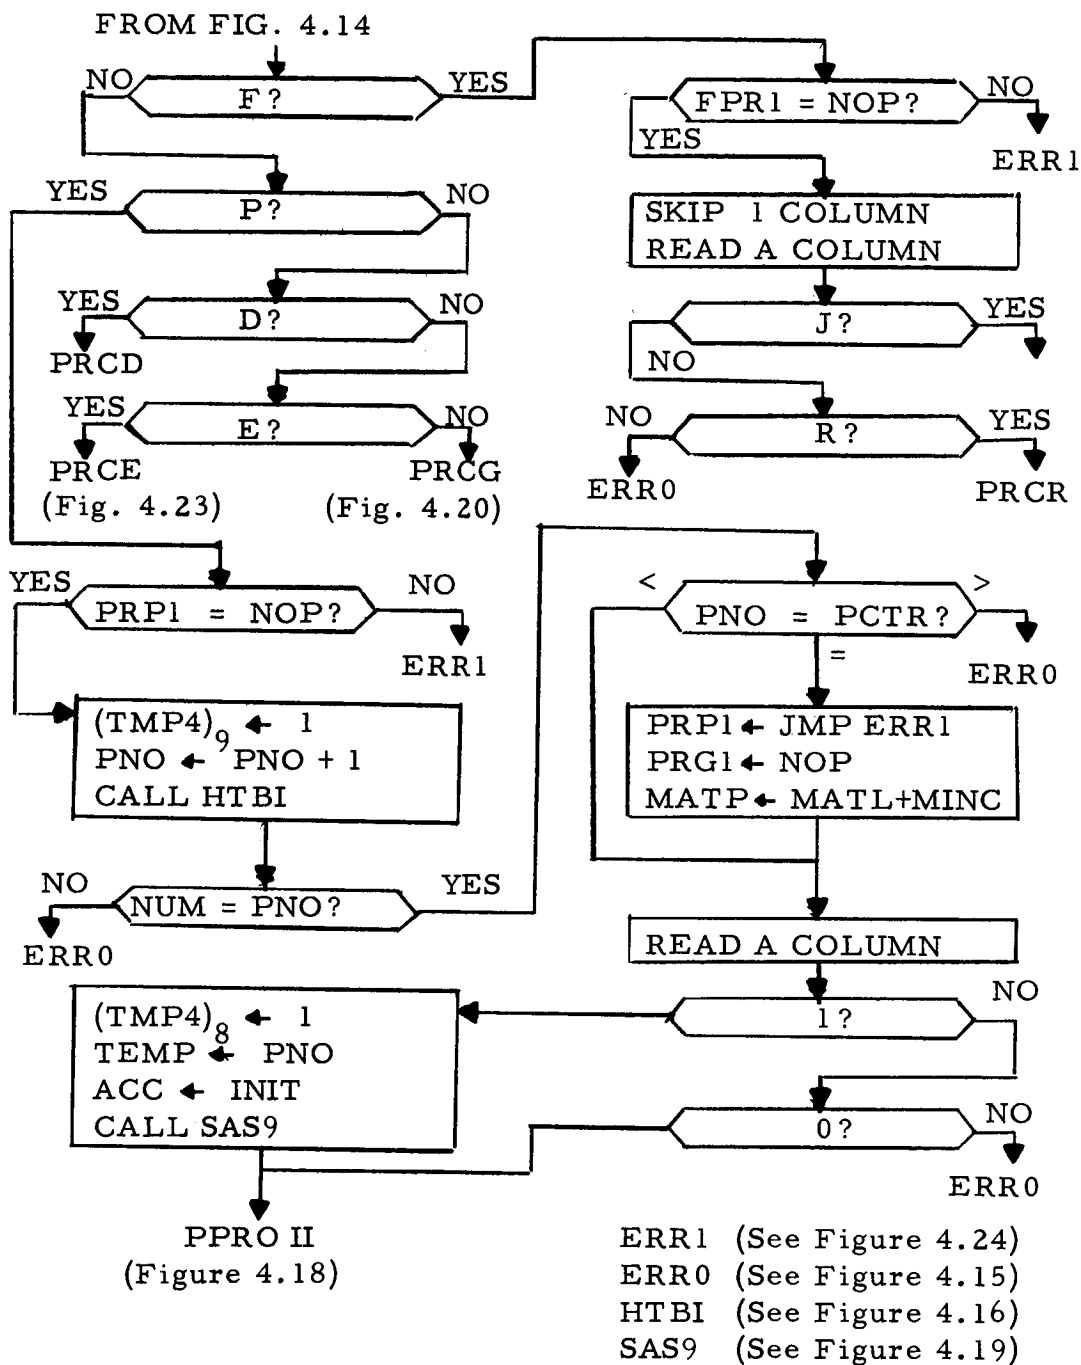 FROM FIG. 4.14
NO
F?
YES
FPR1 = NOP?
NO
YES
ERR1
YES
P?
NO
SKIP 1 COLUMN
READ A COLUMN
YES
D?
NO
PRCD
J?
YES
NO
YES
E?
NO
PRCE
(Fig. 4.23)
PRCG
(Fig. 4.20)
NO
R?
YES
ERR0
PRCR
YES
PRP1 = NOP?
NO
ERR1
(TMP4)9 ← 1
PNO ← PNO + 1
CALL HTBI
NO
NUM = PNO?
YES
ERR0
<
PNO = PCTR?
>
=
ERR0
PRP1 ← JMP ERR1
PRG1 ← NOP
MATP ← MATL+MINC
READ A COLUMN
1?
NO
(TMP4)8 ← 1
TEMP ← PNO
ACC ← INIT
CALL SAS9
0?
NO
ERR0
PPRO II
(Figure 4.18)
ERR1 (See Figure 4.24)
ERR0 (See Figure 4.15)
HTBI (See Figure 4.16)
SAS9 (See Figure 4.19)